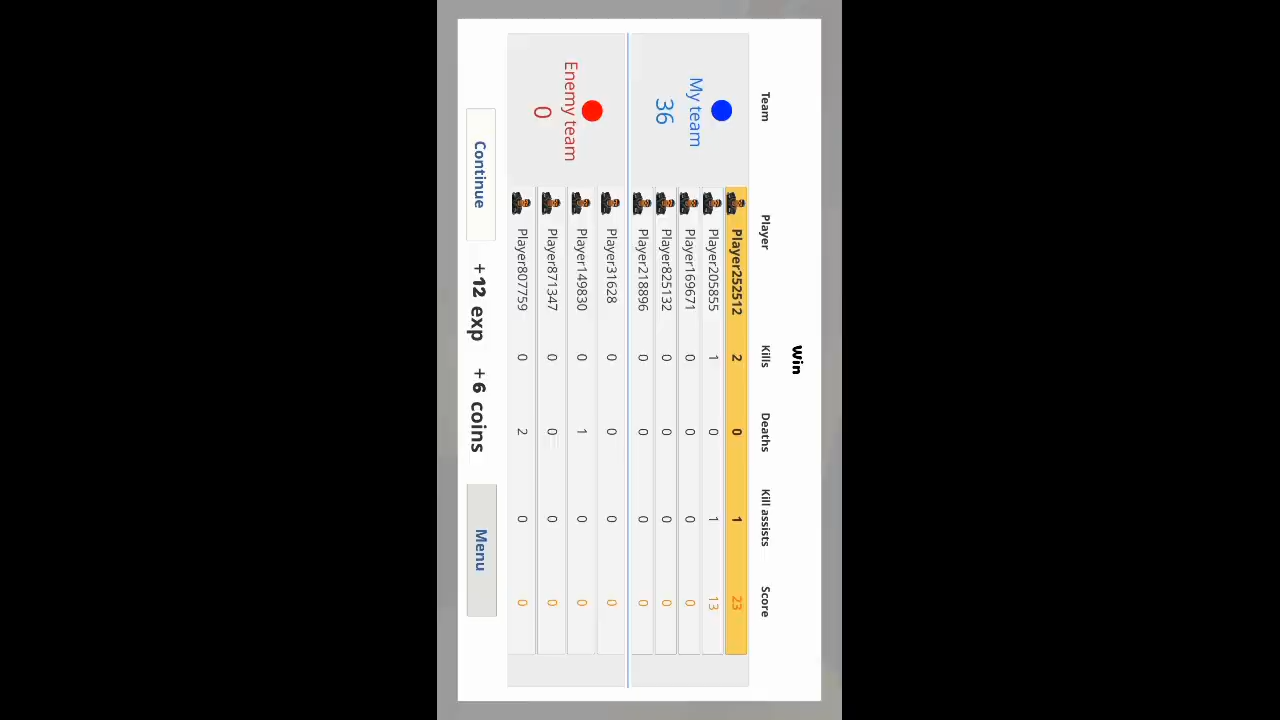 Win
Team Player Kills Deaths Kill assists Score
My team
36
Player252512 2 0 1 23
Player205855 1 0 1 13
Player169671 0 0 0 0
Player825132 0 0 0 0
Player218896 0 0 0 0
Enemy team
0
Player31628 0 0 0 0
Player149830 0 1 0 0
Player871347 0 0 0 0
Player807759 0 2 0 0
Continue +12 exp +6 coins Menu